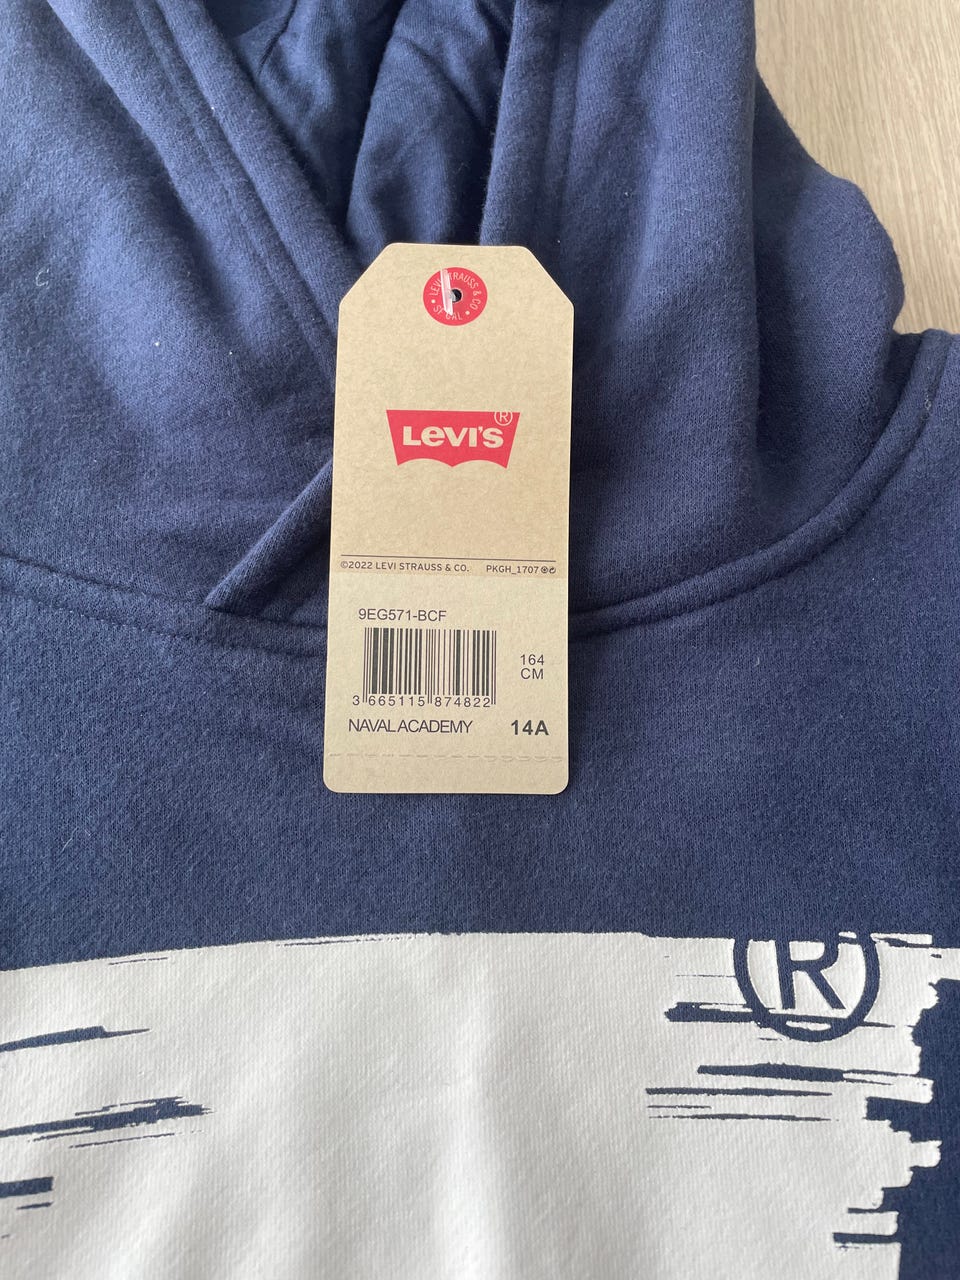 LEVI STRAUSS & CO
CAL
LEVI'S®
©2022 LEVI STRAUSS & CO. PKGH_1707
9EG571-BCF
3 665115 874822
164
CM
NAVAL ACADEMY 14A
®